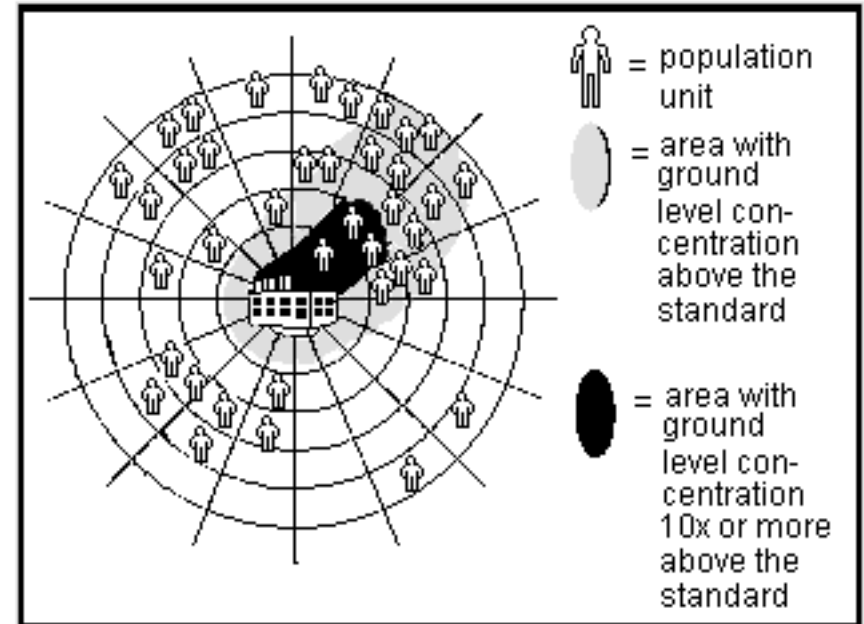 = population
unit
= area with
ground
level con-
centration
above the
standard
= area with
ground
level con-
centration
10x or more
above the
standard